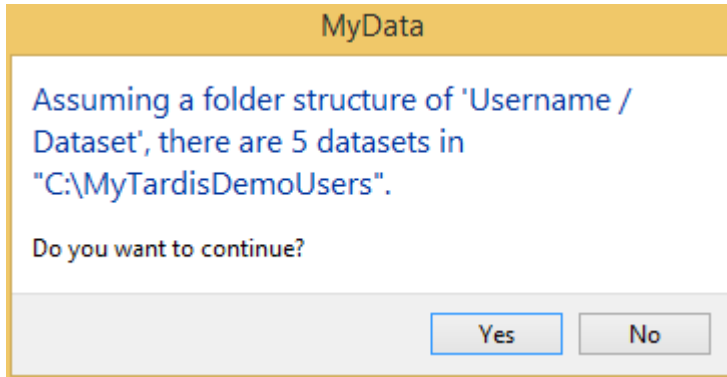 MyData
Assuming a folder structure of 'Username /
Dataset', there are 5 datasets in
"C:\MyTardisDemoUsers".
Do you want to continue?
Yes No